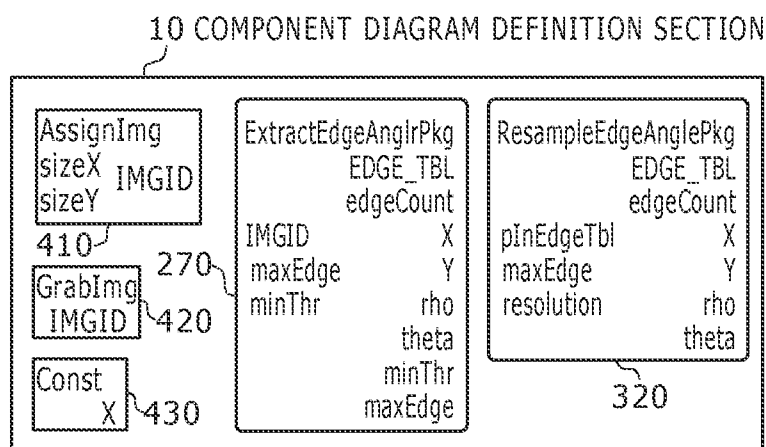 10 COMPONENT DIAGRAM DEFINITION SECTION
AssignImg
sizeX IMGID
sizeY
410
GrabImg
IMGID
420
Const
X
430
ExtractEdgeAnglrPkg
EDGE_TBL
edgeCount
IMGID X
maxEdge Y
minThr rho
theta
minThr
maxEdge
270
ResampleEdgeAnglePkg
EDGE_TBL
edgeCount
pInEdgeTbl X
maxEdge Y
resolution rho
theta
320